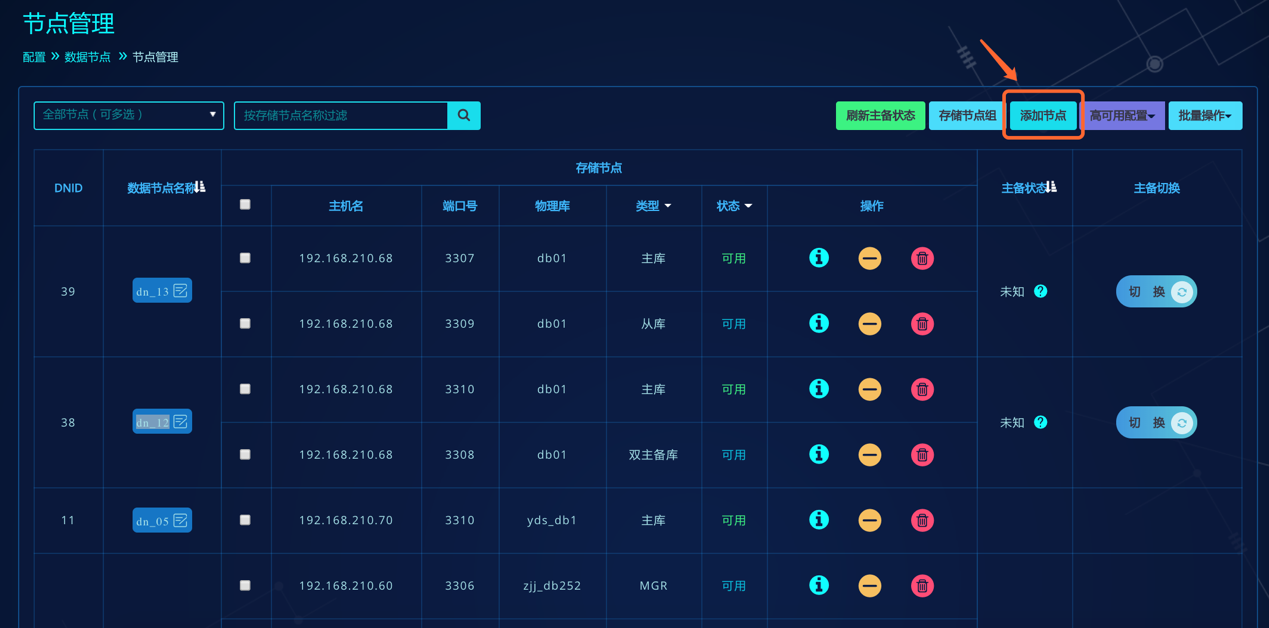 节点管理
配置 » 数据节点 » 节点管理
全部节点（可多选） 按存储节点名称过滤 刷新主备状态 存储节点组 添加节点 高可用配置 批量操作
存储节点
DNID 数据节点名称 主备状态 主备切换
主机名 端口号 物理库 类型 状态 操作
192.168.210.68 3307 db01 主库 可用
39 dn_13 未知 切 换
192.168.210.68 3309 db01 从库 可用
192.168.210.68 3310 db01 主库 可用
38 dn_12 未知 切 换
192.168.210.68 3308 db01 双主备库 可用
11 dn_05 192.168.210.70 3310 yds_db1 主库 可用
192.168.210.60 3306 zjj_db252 MGR 可用